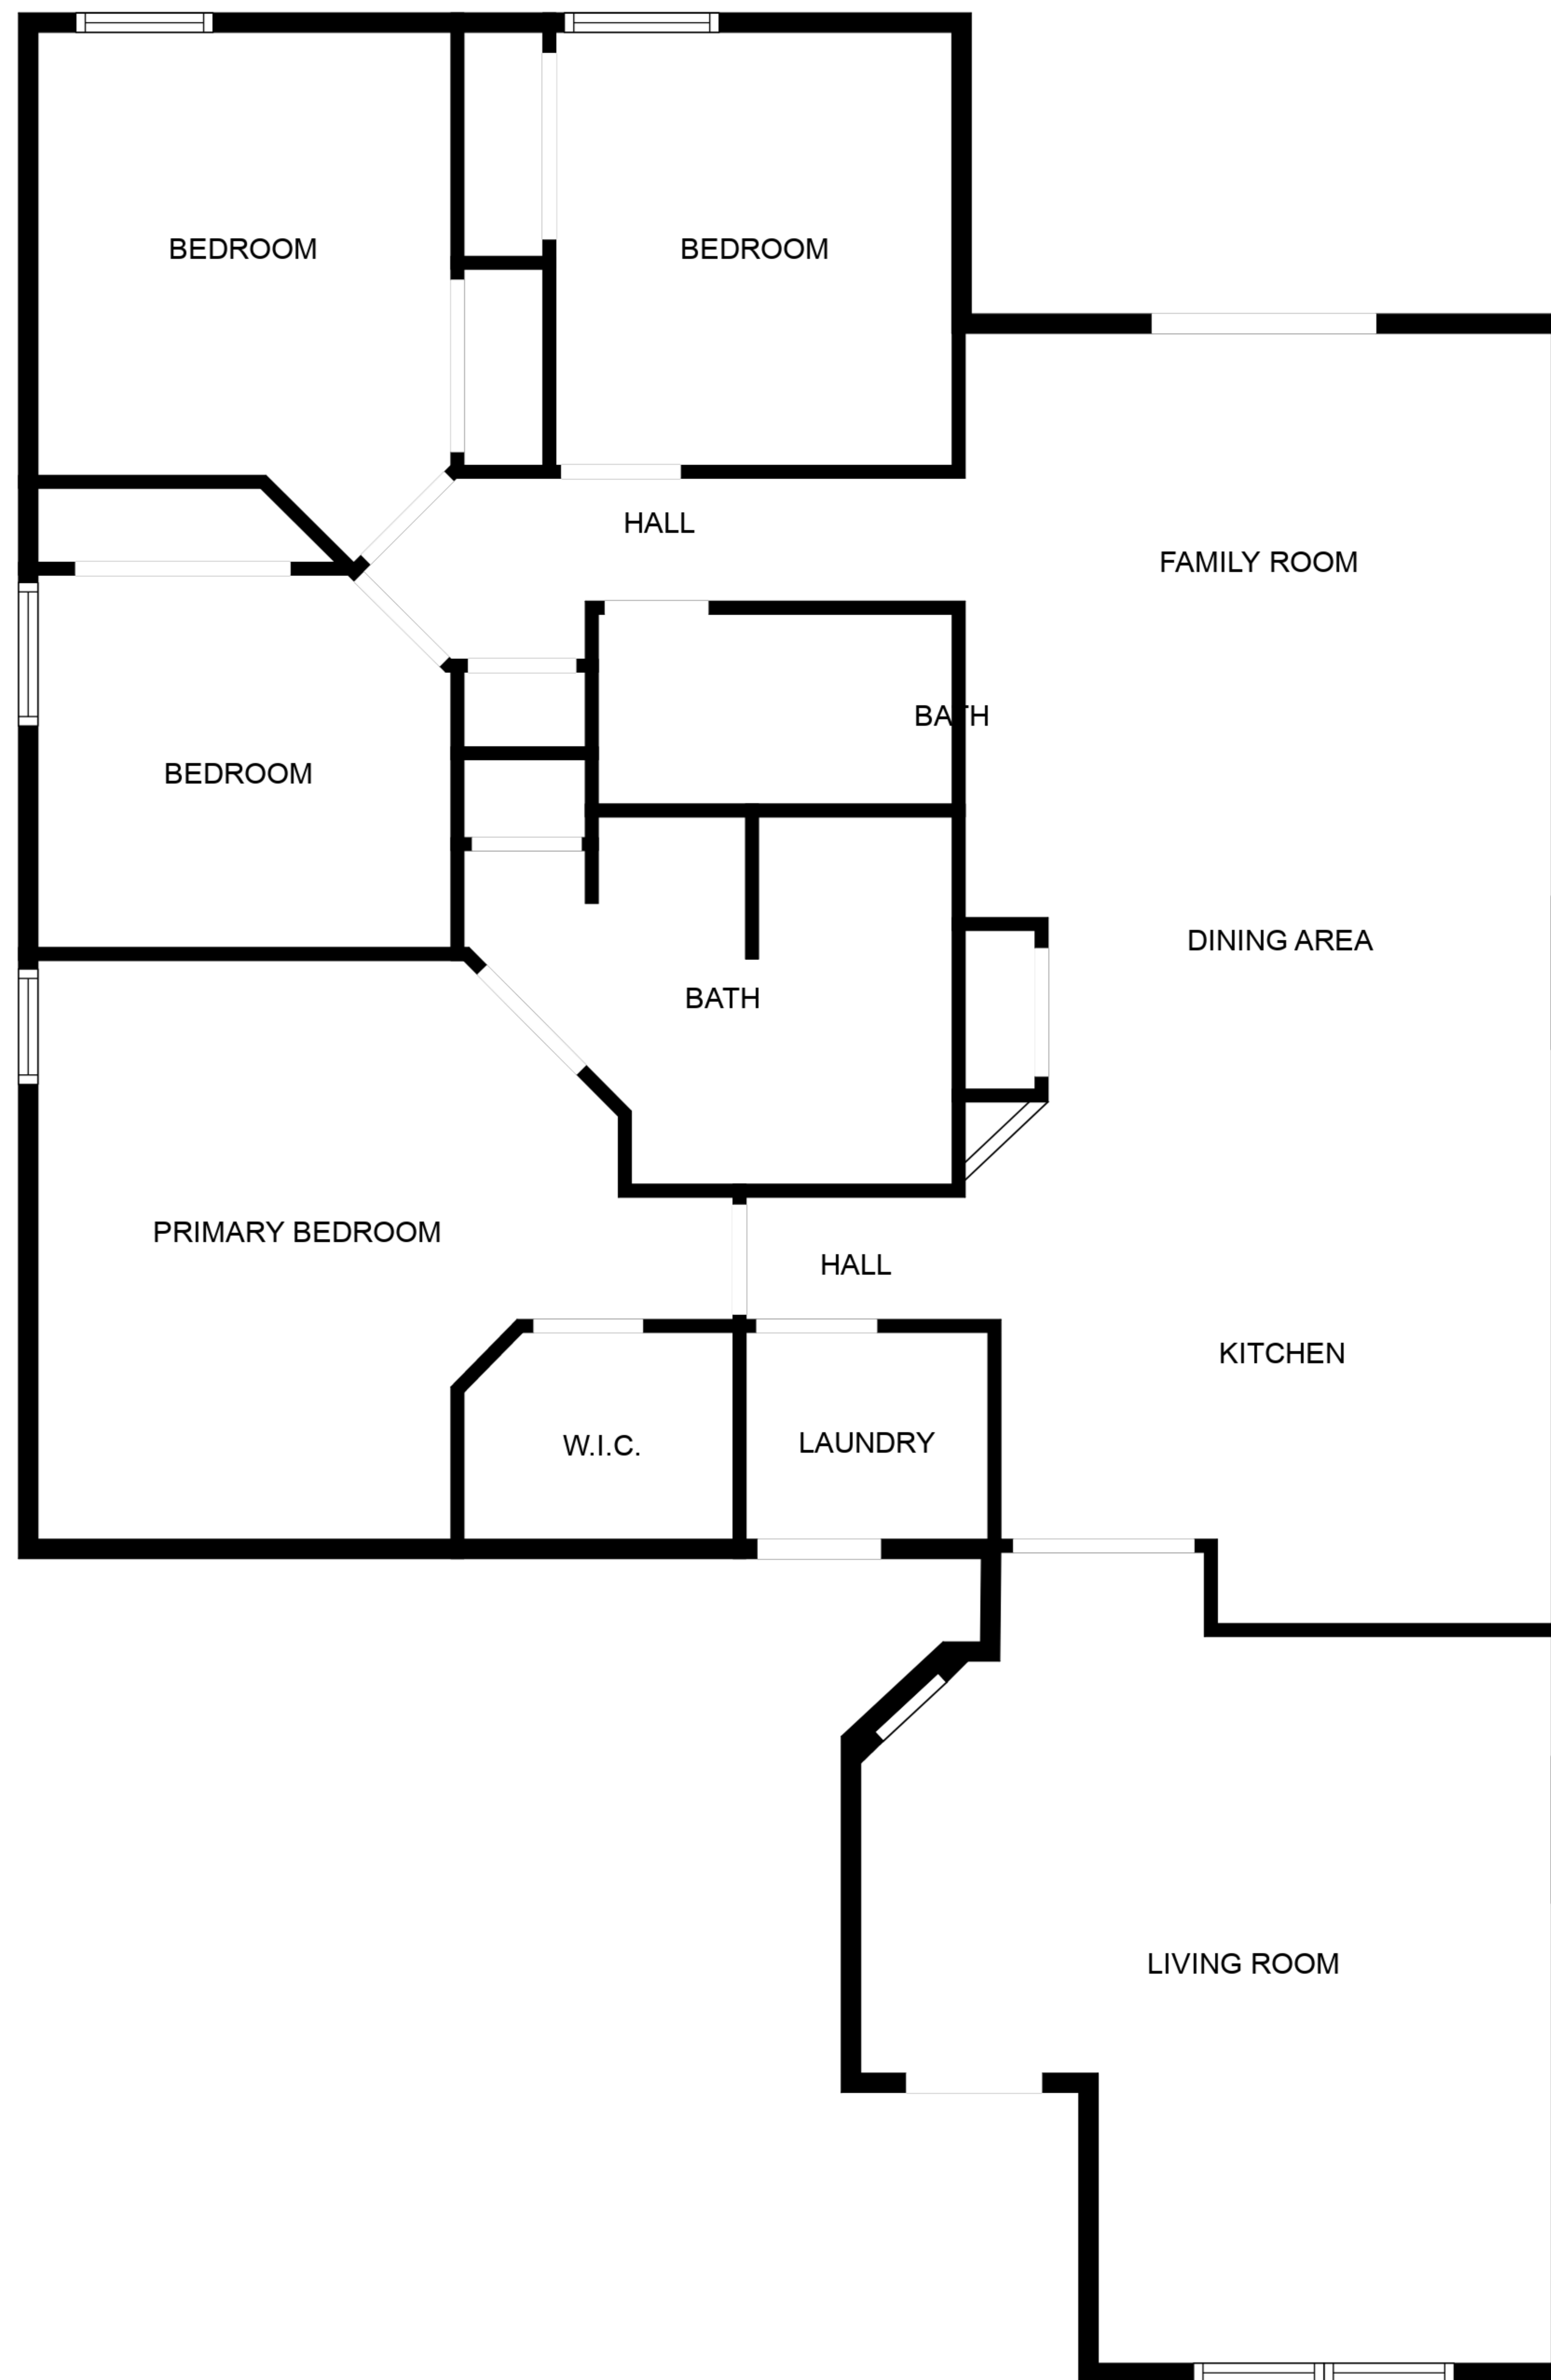 BEDROOM
BEDROOM
HALL
FAMILY ROOM
BATH
BEDROOM
DINING AREA
BATH
PRIMARY BEDROOM
HALL
KITCHEN
W.I.C.
LAUNDRY
LIVING ROOM